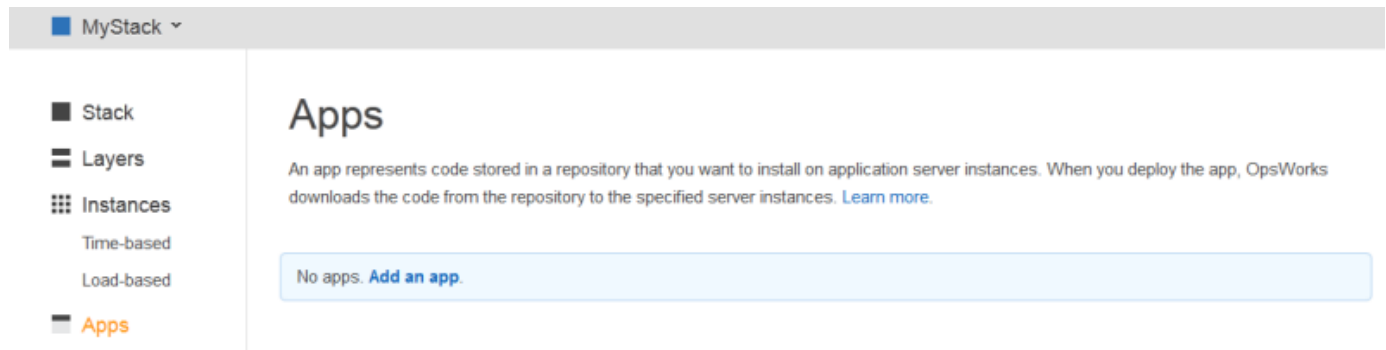 MyStack
Stack
Layers
Instances
Time-based
Load-based
Apps
Apps
An app represents code stored in a repository that you want to install on application server instances. When you deploy the app, OpsWorks
downloads the code from the repository to the specified server instances. Learn more.
No apps. Add an app.